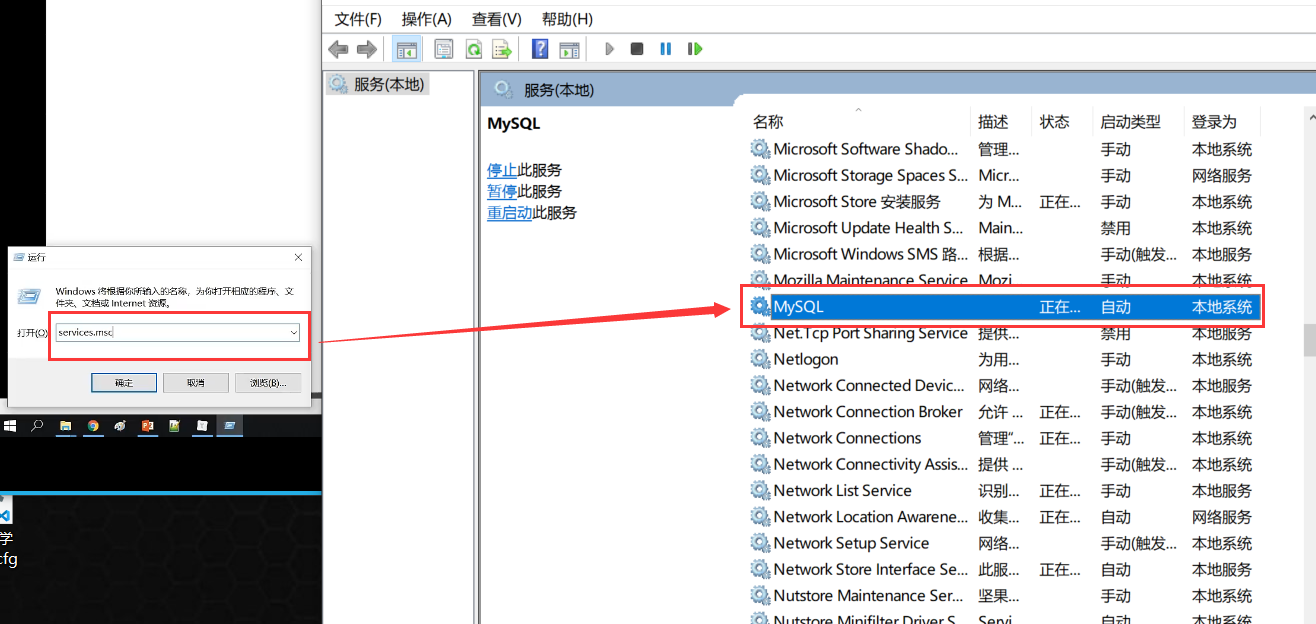 文件(F) 操作(A) 查看(V) 帮助(H)
服务(本地)
服务(本地)
MySQL
停止此服务
暂停此服务
重启动此服务
名称 描述 状态 启动类型 登录为
Microsoft Software Shado... 管理... 手动 本地系统
Microsoft Storage Spaces S... Micr... 手动 网络服务
Microsoft Store 安装服务 为 M... 正在... 手动 本地系统
Microsoft Update Health S... Main... 禁用 本地系统
Microsoft Windows SMS 路... 根据... 手动(触发... 本地服务
Mozilla Maintenance Service Mozi 手动 本地系统
MySQL 正在... 自动 本地系统
Net.Tcp Port Sharing Service 提供... 禁用 本地服务
Netlogon 为用... 手动 本地系统
Network Connected Devic... 网络... 手动(触发... 本地服务
Network Connection Broker 允许 ... 正在... 手动(触发... 本地系统
Network Connections 管理“... 正在... 手动 本地系统
Network Connectivity Assis... 提供 ... 手动(触发... 本地系统
Network List Service 识别... 正在... 手动 本地服务
Network Location Awarene... 收集... 正在... 自动 网络服务
Network Setup Service 网络... 手动(触发... 本地系统
Network Store Interface Se... 此服... 正在... 自动 本地服务
Nutstore Maintenance Ser... 坚果... 手动 本地系统
Nutstore Minifilter Driver S... Servi... 自动 本地系统
运行
Windows 将根据你所输入的名称，为你打开相应的程序、文
件夹、文档或 Internet 资源。
打开(O) services.msc
确定 取消 浏览(B)...
学
cfg